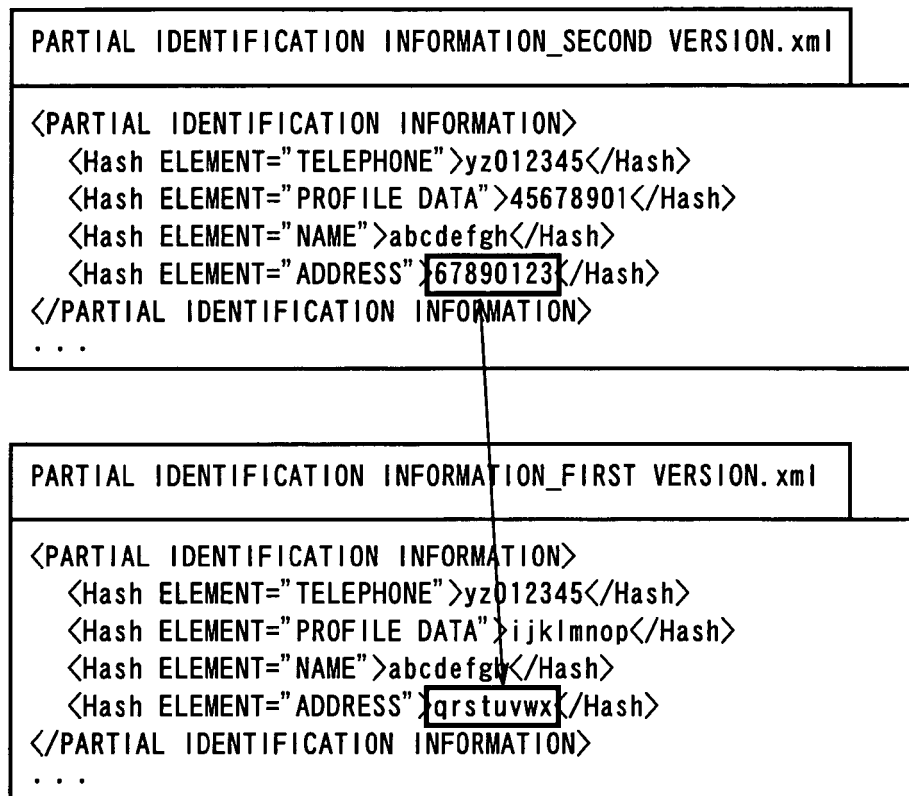 PARTIAL IDENTIFICATION INFORMATION_SECOND VERSION.xml
〈PARTIAL IDENTIFICATION INFORMATION〉
〈Hash ELEMENT="TELEPHONE"〉yz012345〈/Hash〉
〈Hash ELEMENT="PROFILE DATA"〉45678901〈/Hash〉
〈Hash ELEMENT="NAME"〉abcdefgh〈/Hash〉
〈Hash ELEMENT="ADDRESS"〉67890123〈/Hash〉
〈/PARTIAL IDENTIFICATION INFORMATION〉
...
PARTIAL IDENTIFICATION INFORMATION_FIRST VERSION.xml
〈PARTIAL IDENTIFICATION INFORMATION〉
〈Hash ELEMENT="TELEPHONE"〉yz012345〈/Hash〉
〈Hash ELEMENT="PROFILE DATA"〉ijklmnop〈/Hash〉
〈Hash ELEMENT="NAME"〉abcdefgh〈/Hash〉
〈Hash ELEMENT="ADDRESS"〉qrstuvwx〈/Hash〉
〈/PARTIAL IDENTIFICATION INFORMATION〉
...